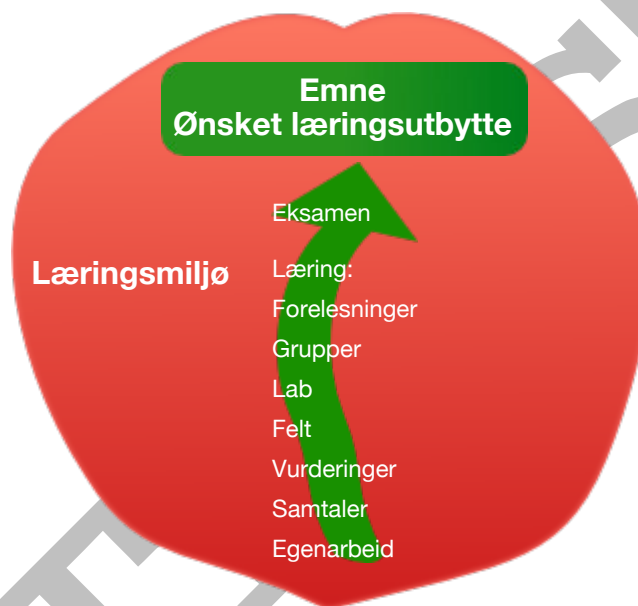 Emne
Ønsket læringsutbytte
Eksamen
Læringsmiljø
Læring:
Forelesninger
Grupper
Lab
Felt
Vurderinger
Samtaler
Egenarbeid